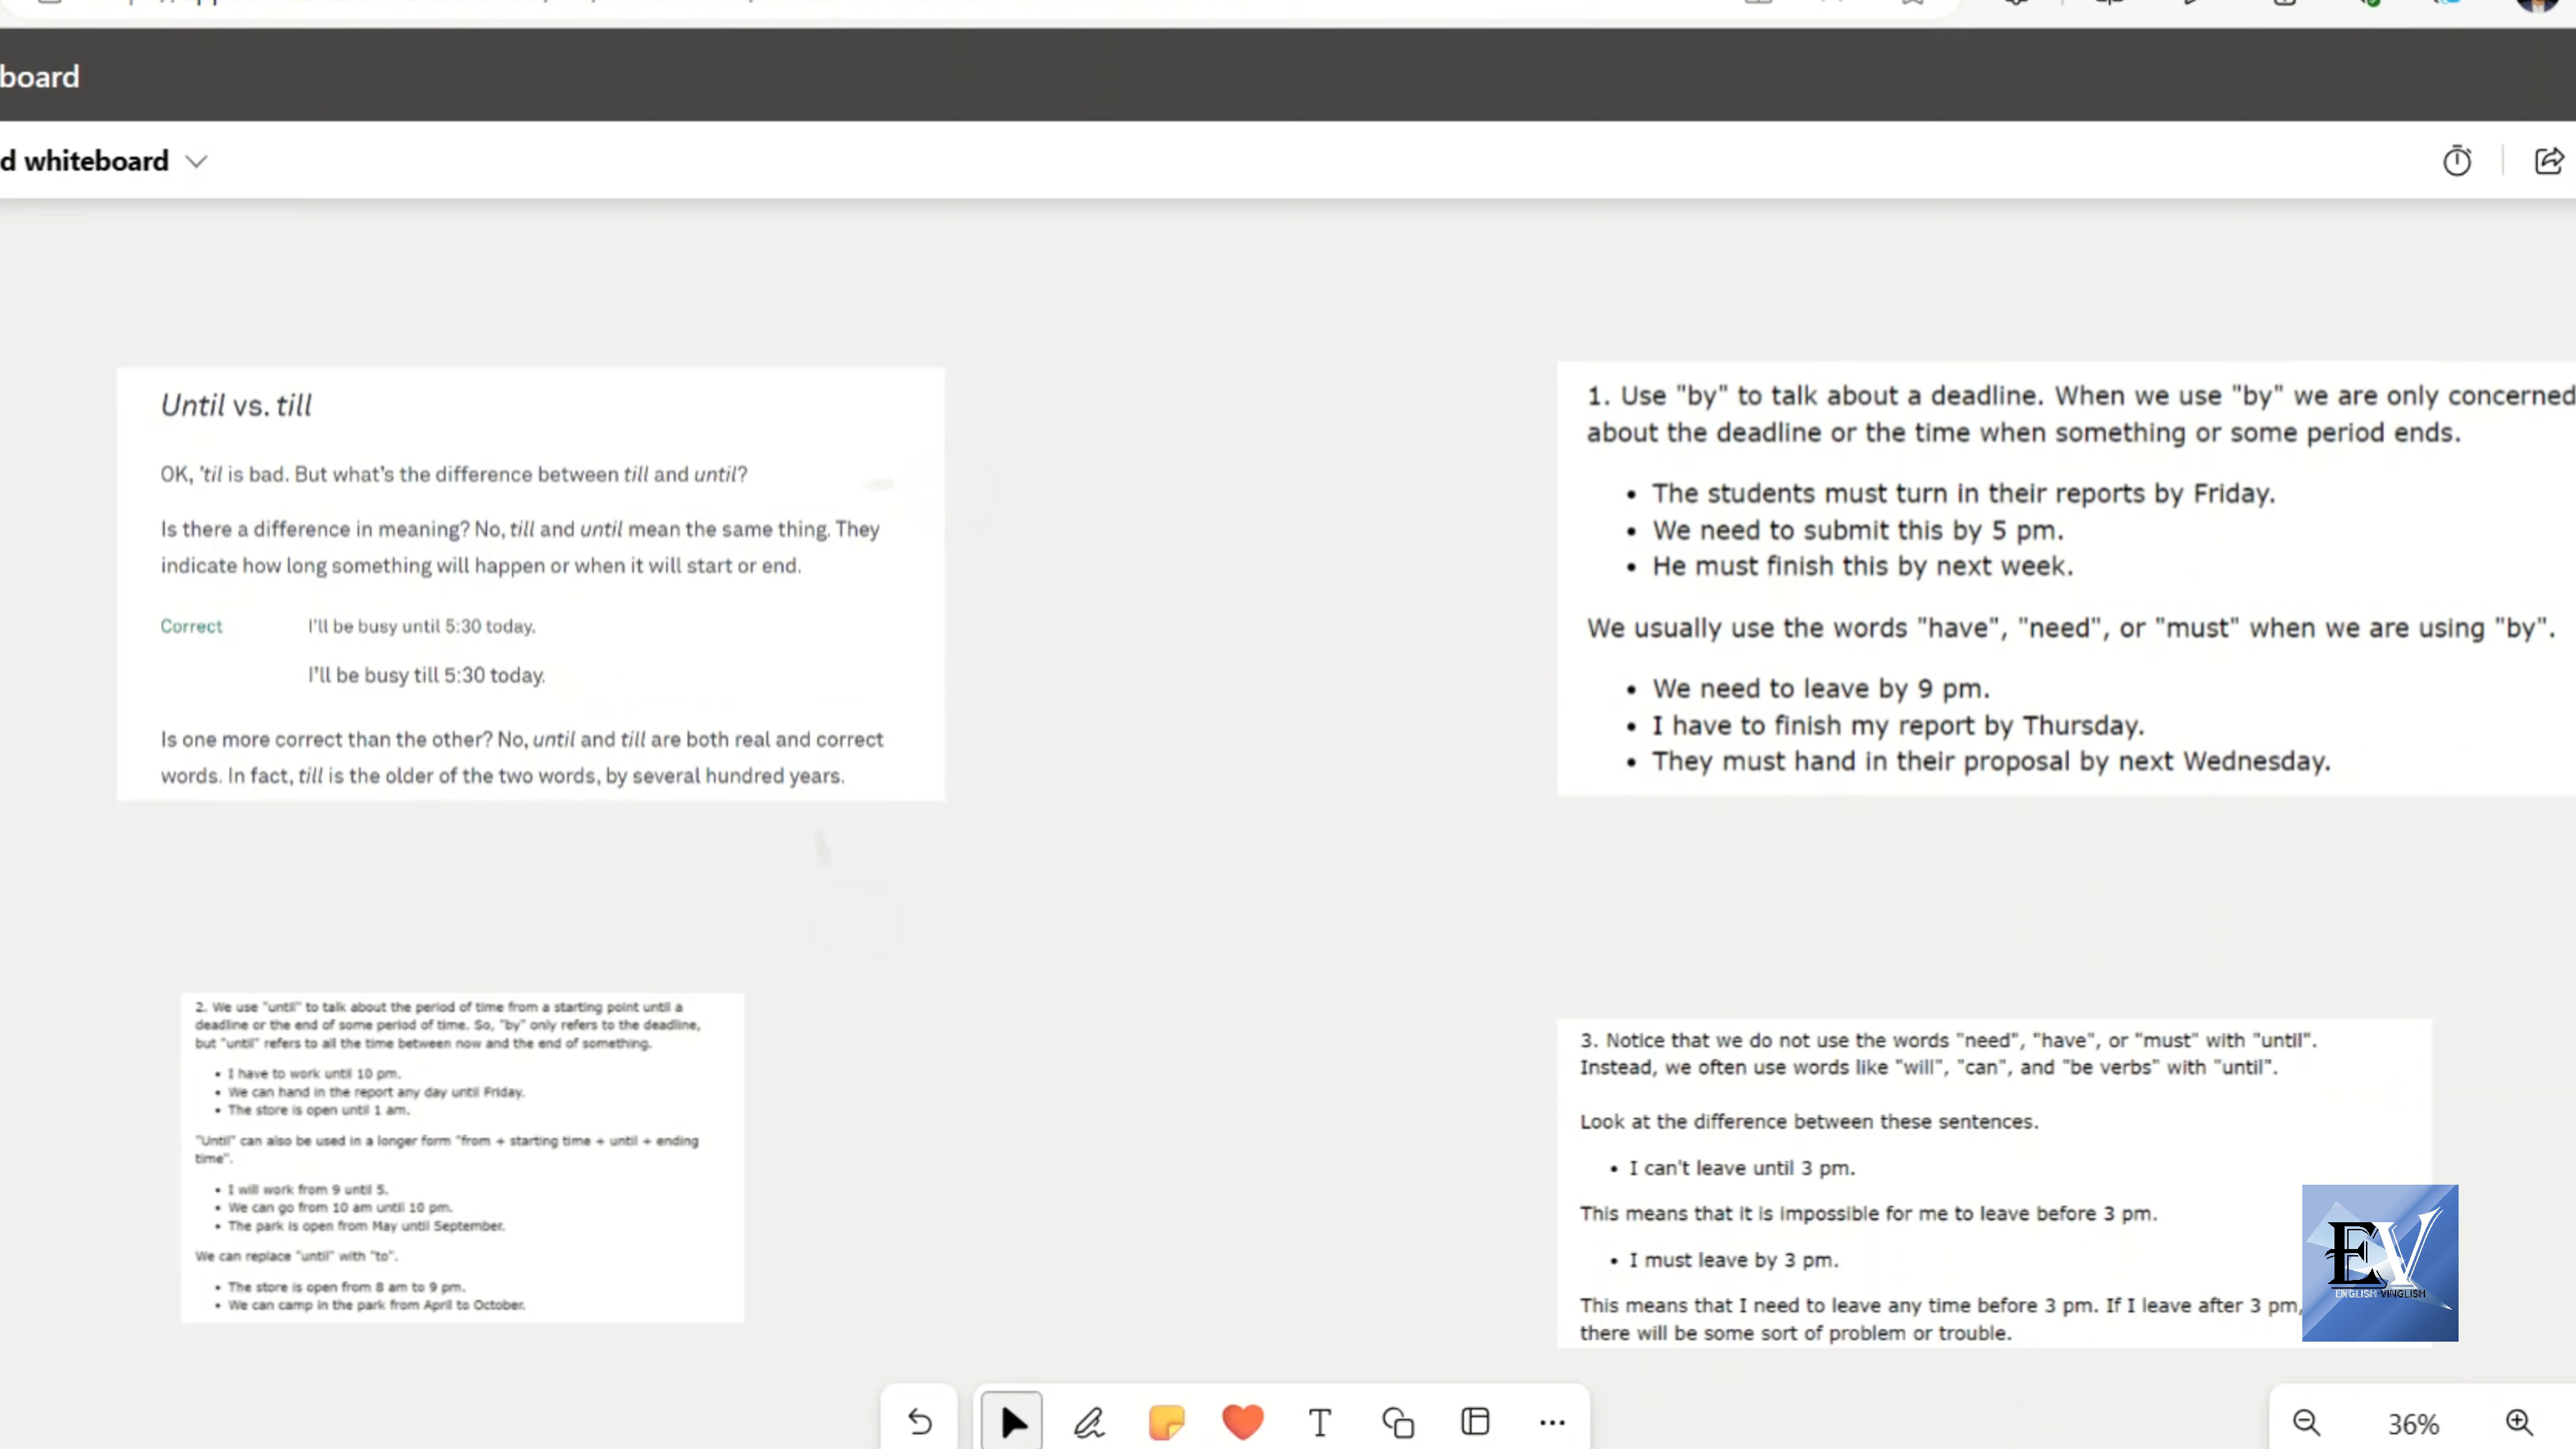 board
d whiteboard
Until vs. till
OK, 'til is bad. But what's the difference between till and until?
Is there a difference in meaning? No, till and until mean the same thing. They
indicate how long something will happen or when it will start or end.
Correct I'll be busy until 5:30 today.
I'll be busy till 5:30 today.
Is one more correct than the other? No, until and till are both real and correct
words. In fact, till is the older of the two words, by several hundred years.
1. Use "by" to talk about a deadline. When we use "by" we are only concerned
about the deadline or the time when something or some period ends.
• The students must turn in their reports by Friday.
• We need to submit this by 5 pm.
• He must finish this by next week.
We usually use the words "have", "need", or "must" when we are using "by".
• We need to leave by 9 pm.
• I have to finish my report by Thursday.
• They must hand in their proposal by next Wednesday.
2. We use "until" to talk about the period of time from a starting point until a
deadline or the end of some period of time. So, "by" only refers to the deadline,
but "until" refers to all the time between now and the end of something.
• I have to work until 10 pm.
• We can hand in the report any day until Friday.
• The store is open until 1 am.
"Until" can also be used in a longer form "from + starting time + until + ending
time".
• I will work from 9 until 5.
• We can go from 10 am until 10 pm.
• The park is open from May until September.
We can replace "until" with "to".
• The store is open from 8 am to 9 pm.
• We can camp in the park from April to October.
3. Notice that we do not use the words "need", "have", or "must" with "until".
Instead, we often use words like "will", "can", and "be verbs" with "until".
Look at the difference between these sentences.
• I can't leave until 3 pm.
This means that it is impossible for me to leave before 3 pm.
• I must leave by 3 pm.
This means that I need to leave any time before 3 pm. If I leave after 3 pm,
there will be some sort of problem or trouble.
EV
ENGLISH-VINGLISH
T
36%